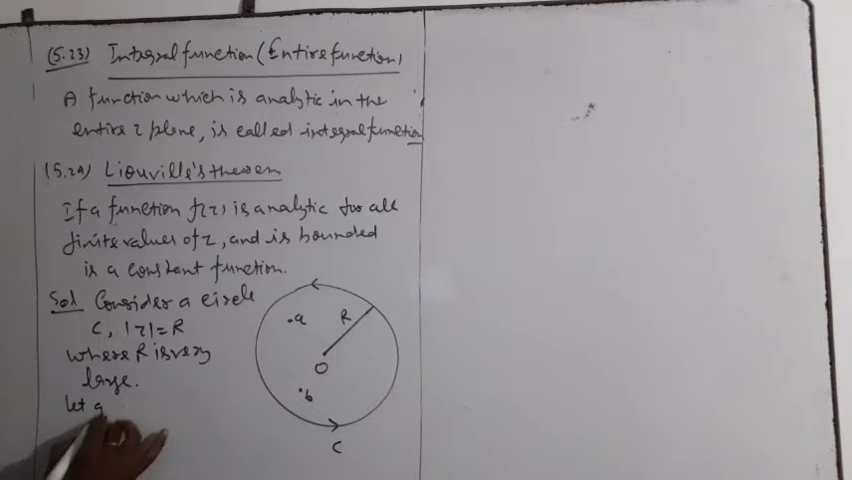 (5.23) Integral function (Entire function)
A function which is analytic in the
entire z plane, is called integral function
(5.24) Liouville's theorem
If a function f(z) is analytic for all
finite values of z, and is bounded
is a constant function.
Sol Consider a circle
C, |z|=R
where R is very
large.
let a
.a
R
O
.b
C